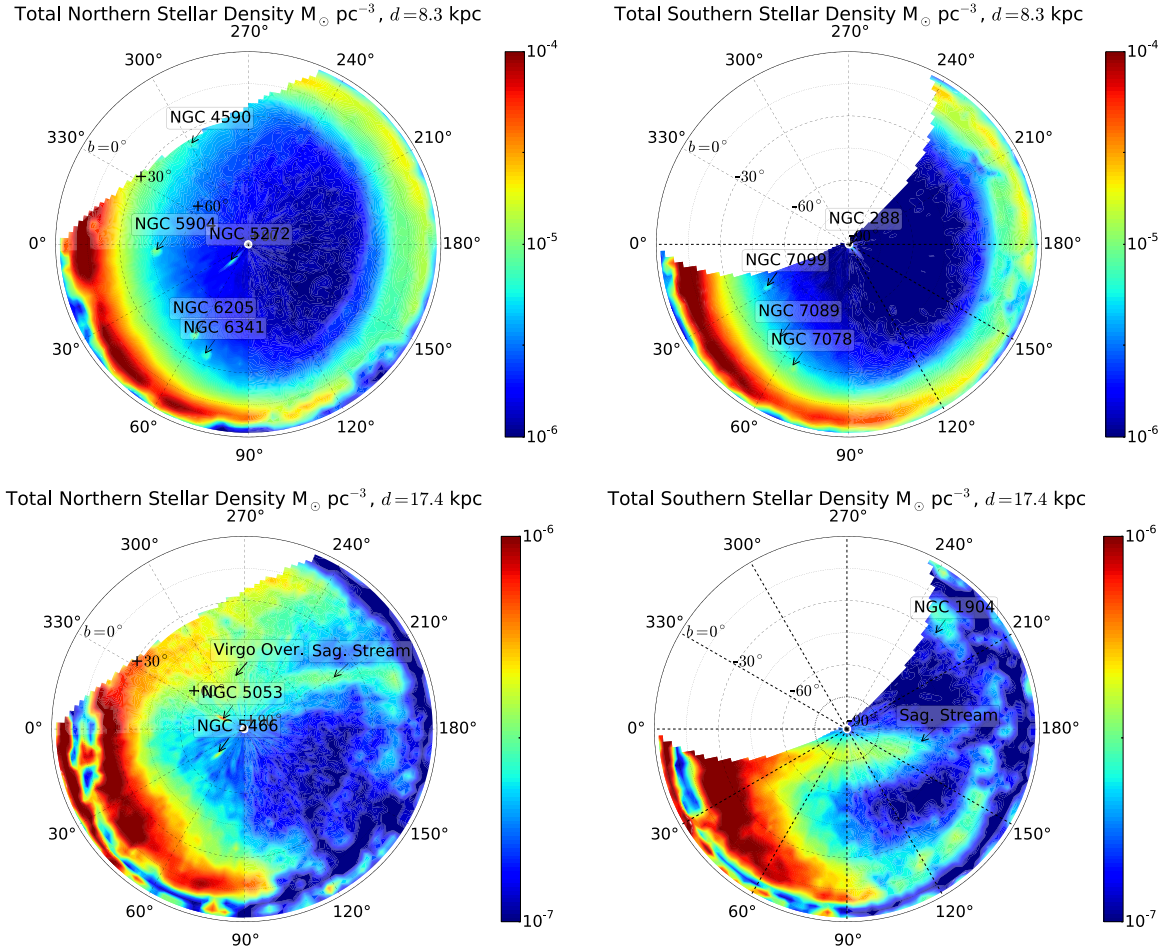 Total Northern Stellar Density M☉ pc⁻³, d=8.3 kpc
270°
300°
240°
330°
210°
0°
180°
30°
150°
60°
120°
90°
b=0°
+30°
+60°
NGC 4590
NGC 5904
NGC 5272
NGC 6205
NGC 6341
10⁻⁴
10⁻⁵
10⁻⁶
Total Southern Stellar Density M☉ pc⁻³, d=8.3 kpc
270°
300°
240°
330°
210°
0°
180°
30°
150°
60°
120°
90°
b=0°
-30°
-60°
NGC 288
NGC 7099
NGC 7089
NGC 7078
10⁻⁴
10⁻⁵
10⁻⁶
Total Northern Stellar Density M☉ pc⁻³, d=17.4 kpc
270°
300°
240°
330°
210°
0°
180°
30°
150°
60°
120°
90°
b=0°
+30°
Virgo Over.
Sag. Stream
NGC 5053
NGC 5466
10⁻⁶
10⁻⁷
Total Southern Stellar Density M☉ pc⁻³, d=17.4 kpc
270°
300°
240°
330°
210°
0°
180°
30°
150°
60°
120°
90°
b=0°
-30°
-60°
-90°
NGC 1904
Sag. Stream
10⁻⁶
10⁻⁷